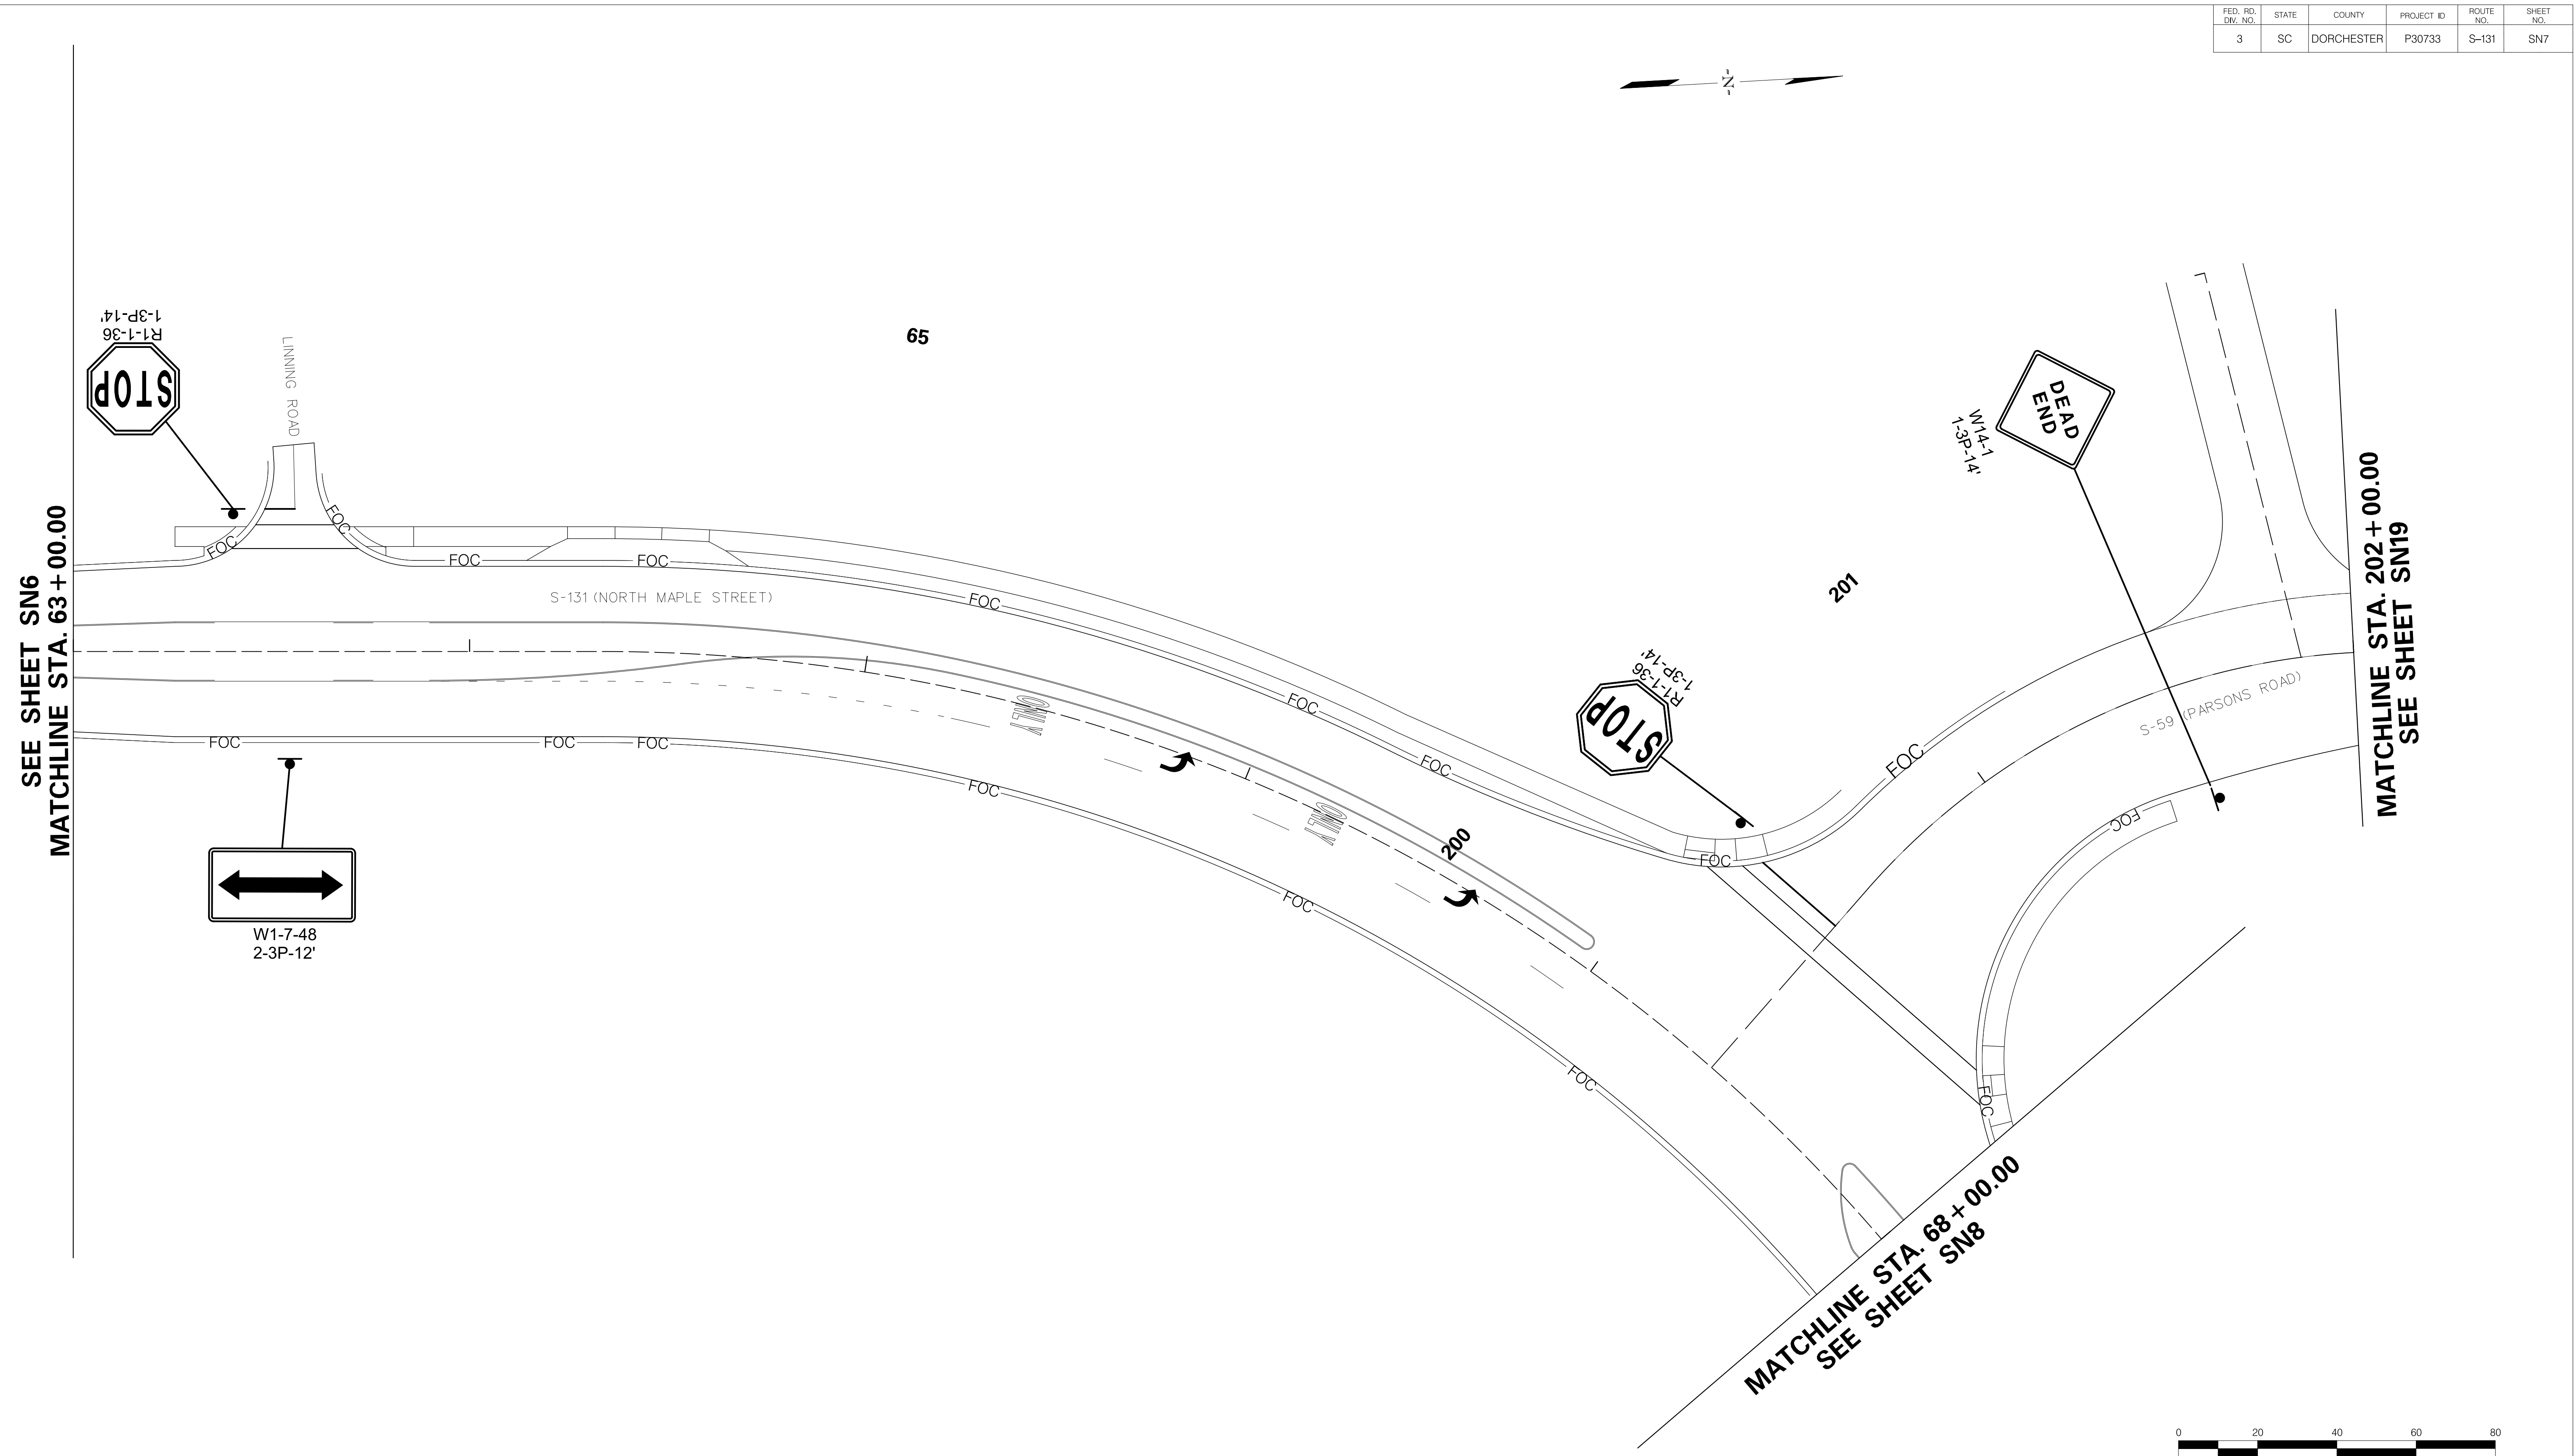 FED. RD. DIV. NO.
STATE
COUNTY
PROJECT ID
ROUTE NO.
SHEET NO.
3
SC
DORCHESTER
P30733
S-131
SN7
N
R1-1-36
1-3P-14'
STOP
LINNING ROAD
65
DEAD
END
W14-1
1-3P-14'
SEE SHEET SN6
MATCHLINE STA. 63+00.00
MATCHLINE STA. 202+00.00
SEE SHEET SN19
FOC
FOC
FOC
FOC
S-131 (NORTH MAPLE STREET)
FOC
201
R1-1-36
1-3P-14'
STOP
FOC
FOC
FOC
S-59 (PARSONS ROAD)
FOC
FOC
FOC
ONLY
FOC
ONLY
200
FOC
FOC
FOC
W1-7-48
2-3P-12'
FOC
FOC
FOC
MATCHLINE STA. 68+00.00
SEE SHEET SN8
0 20 40 60 80